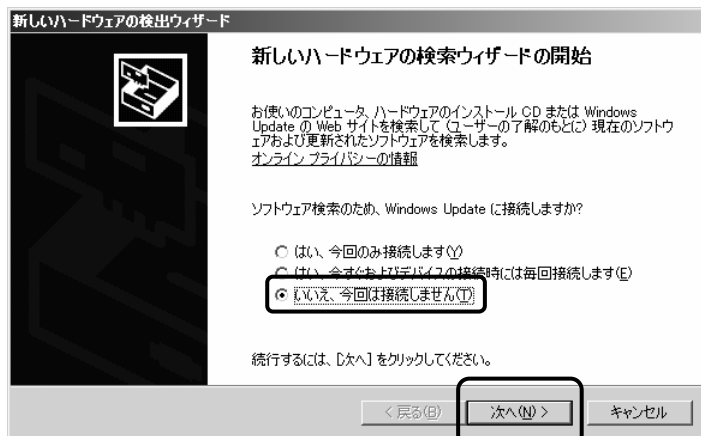 新しいハードウェアの検出ウィザード
新しいハードウェアの検索ウィザードの開始
お使いのコンピュータ、ハードウェアのインストール CD または Windows
Update の Web サイトを検索して (ユーザーの了解のもとに) 現在のソフトウ
ェアおよび更新されたソフトウェアを検索します。
オンライン プライバシーの情報
ソフトウェア検索のため、Windows Update に接続しますか?
はい、今回のみ接続します(Y)
はい、今すぐおよびデバイスの接続時には毎回接続します(E)
いいえ、今回は接続しません(T)
続行するには、[次へ] をクリックしてください。
< 戻る(B) 次へ(N) > キャンセル